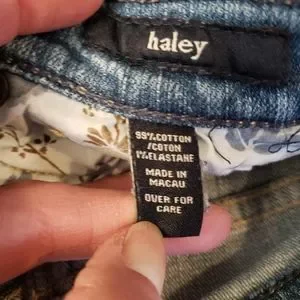 haley
99%COTTON
/COTON
1%ELASTANE
MADE IN
MACAU
OVER FOR
CARE